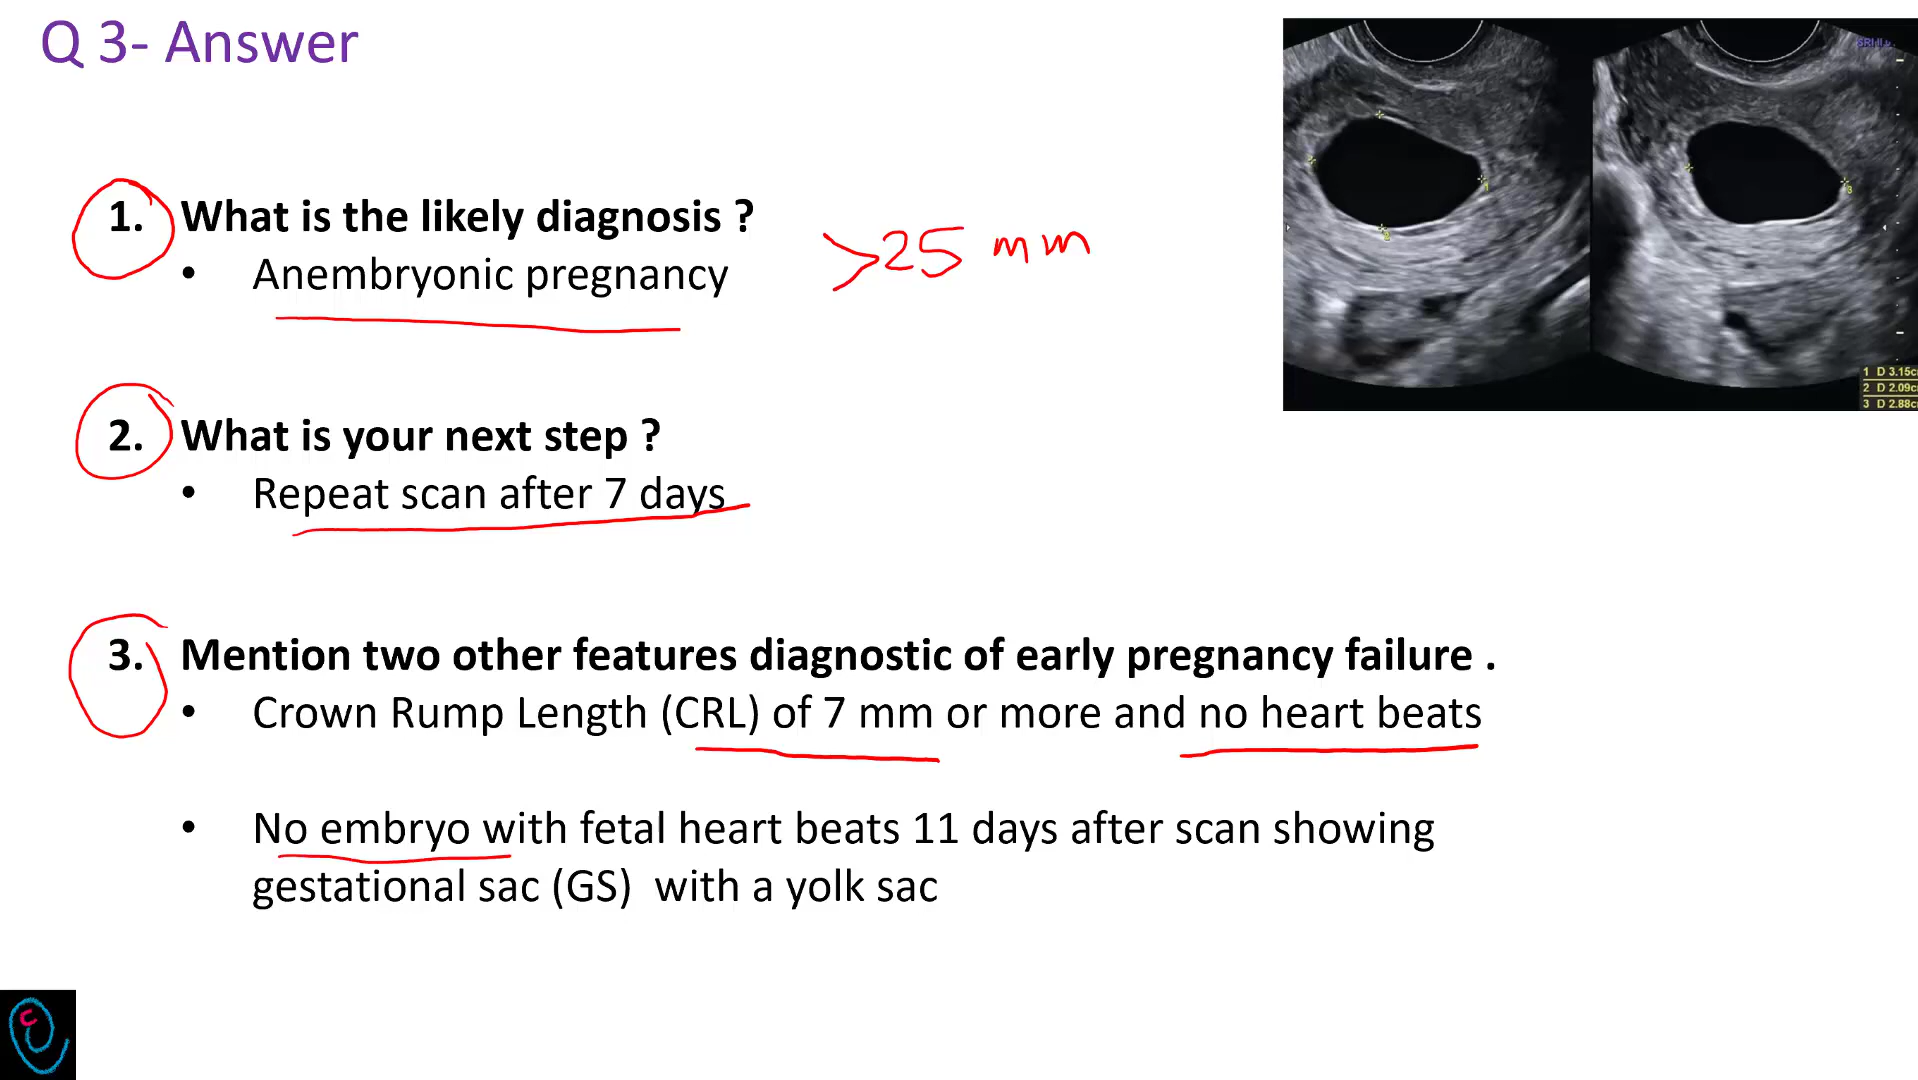 Q 3- Answer
1. What is the likely diagnosis ?
• Anembryonic pregnancy
>25 mm
2. What is your next step ?
• Repeat scan after 7 days
3. Mention two other features diagnostic of early pregnancy failure .
• Crown Rump Length (CRL) of 7 mm or more and no heart beats
• No embryo with fetal heart beats 11 days after scan showing
gestational sac (GS) with a yolk sac
1 D 3.15c
2 D 2.09c
3 D 2.88c
1
2
3